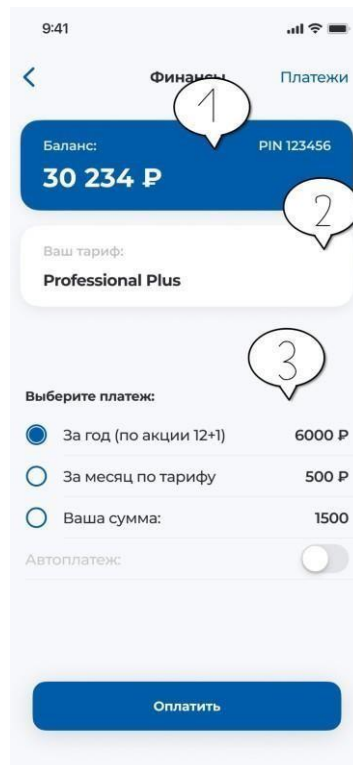 9:41
Финансы Платежи
1
Баланс: PIN 123456
30 234 ₽
2
Ваш тариф:
Professional Plus
3
Выберите платеж:
За год (по акции 12+1) 6000 ₽
За месяц по тарифу 500 ₽
Ваша сумма: 1500
Автоплатеж:
Оплатить